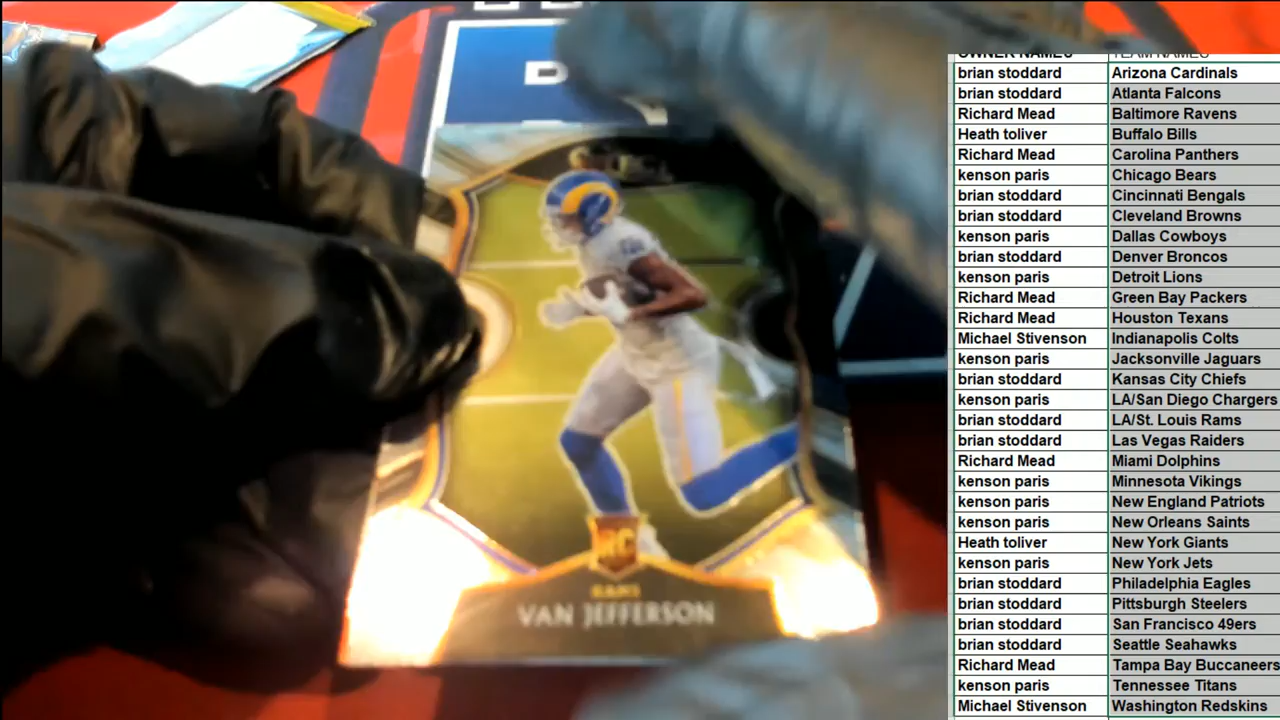 SELECT
RC
RAMS
VAN JEFFERSON
OWNER NAMES TEAM NAMES
brian stoddard Arizona Cardinals
brian stoddard Atlanta Falcons
Richard Mead Baltimore Ravens
Heath toliver Buffalo Bills
Richard Mead Carolina Panthers
kenson paris Chicago Bears
brian stoddard Cincinnati Bengals
brian stoddard Cleveland Browns
kenson paris Dallas Cowboys
brian stoddard Denver Broncos
kenson paris Detroit Lions
Richard Mead Green Bay Packers
Richard Mead Houston Texans
Michael Stivenson Indianapolis Colts
kenson paris Jacksonville Jaguars
brian stoddard Kansas City Chiefs
kenson paris LA/San Diego Chargers
brian stoddard LA/St. Louis Rams
brian stoddard Las Vegas Raiders
Richard Mead Miami Dolphins
kenson paris Minnesota Vikings
kenson paris New England Patriots
kenson paris New Orleans Saints
Heath toliver New York Giants
kenson paris New York Jets
brian stoddard Philadelphia Eagles
brian stoddard Pittsburgh Steelers
brian stoddard San Francisco 49ers
brian stoddard Seattle Seahawks
Richard Mead Tampa Bay Buccaneers
kenson paris Tennessee Titans
Michael Stivenson Washington Redskins